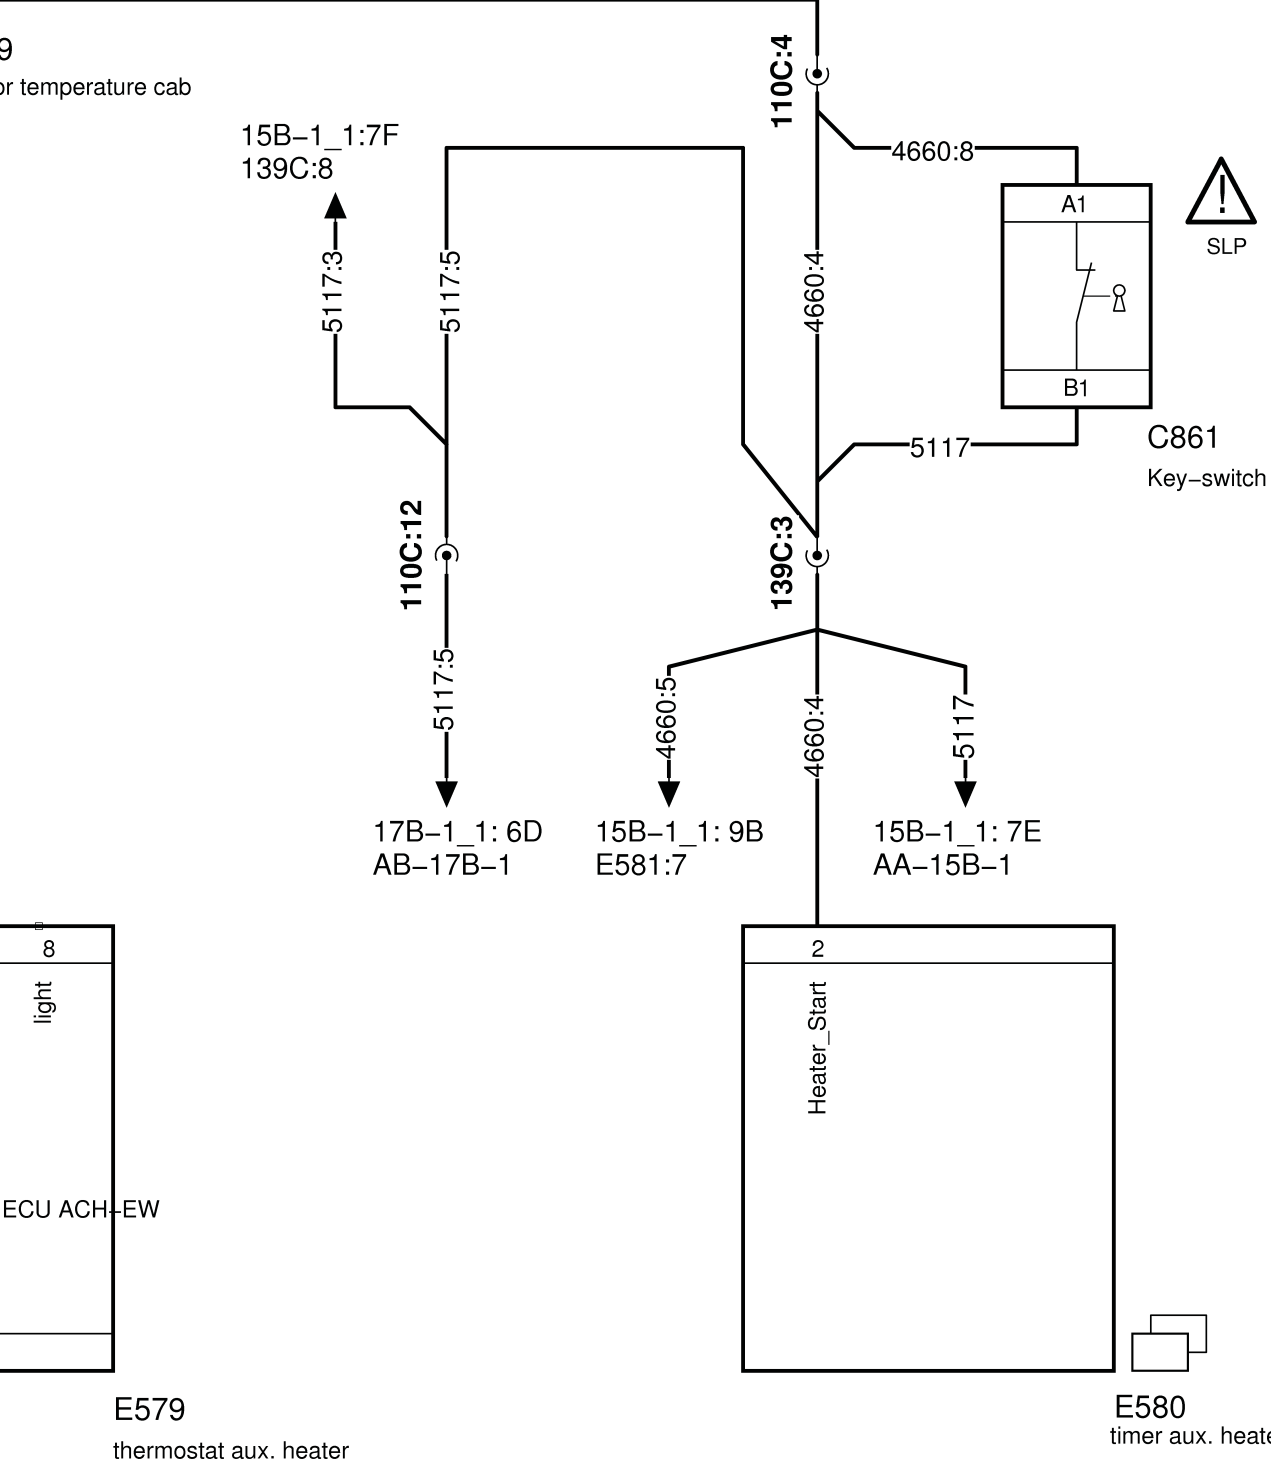 9
or temperature cab
15B–1_1:7F
139C:8
110C:4
4660:8
A1
SLP
5117:3
5117:5
4660:4
B1
C861
Key–switch
5117
110C:12
139C:3
5117:5
4660:5
4660:4
5117
17B–1_1: 6D
AB–17B–1
15B–1_1: 9B
E581:7
15B–1_1: 7E
AA–15B–1
8
light
2
Heater_Start
ECU ACH–EW
E579
thermostat aux. heater
E580
timer aux. heate